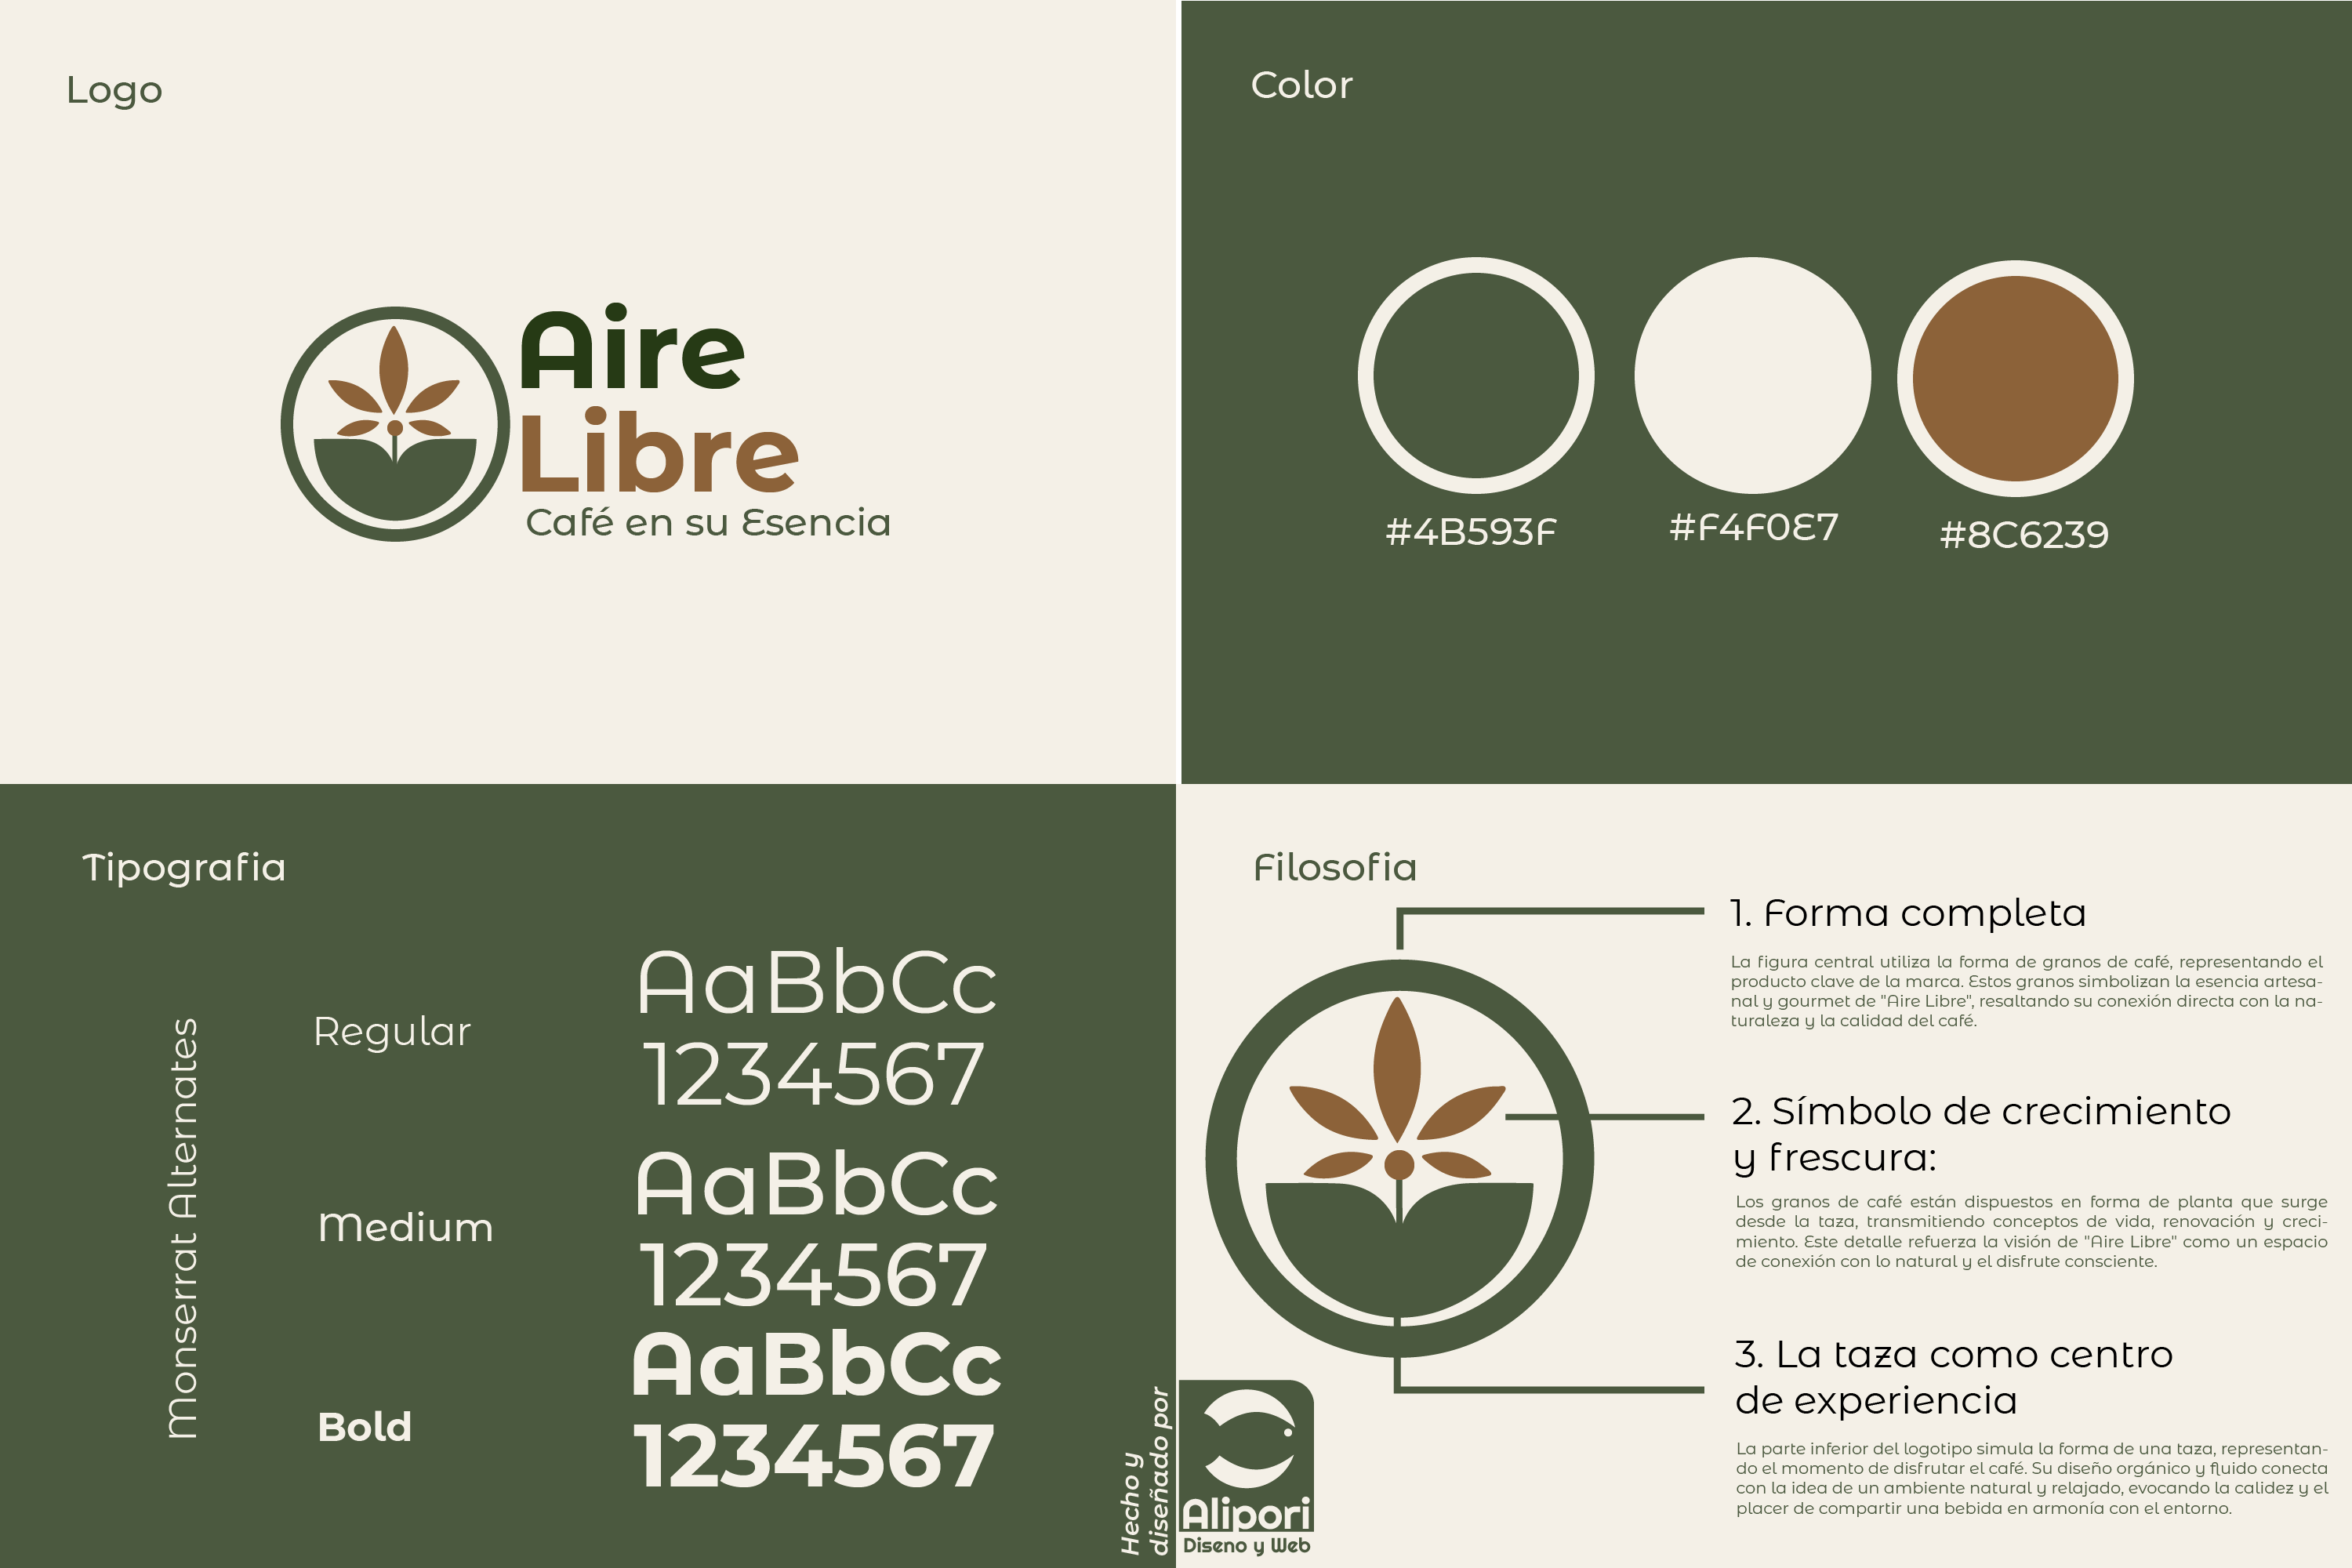 Logo
Aire
Libre
Café en su Esencia
Color
#4B593F
#F4F0E7
#8C6239
Tipografia
Monserrat Alternates
Regular
AaBbCc
1234567
Medium
AaBbCc
1234567
Bold
AaBbCc
1234567
Filosofia
1. Forma completa
La figura central utiliza la forma de granos de café, representando el
producto clave de la marca. Estos granos simbolizan la esencia artesa-
nal y gourmet de "Aire Libre", resaltando su conexión directa con la na-
turaleza y la calidad del café.
2. Símbolo de crecimiento
y frescura:
Los granos de café están dispuestos en forma de planta que surge
desde la taza, transmitiendo conceptos de vida, renovación y creci-
miento. Este detalle refuerza la visión de "Aire Libre" como un espacio
de conexión con lo natural y el disfrute consciente.
3. La taza como centro
de experiencia
La parte inferior del logotipo simula la forma de una taza, representan-
do el momento de disfrutar el café. Su diseño orgánico y fluido conecta
con la idea de un ambiente natural y relajado, evocando la calidez y el
placer de compartir una bebida en armonía con el entorno.
Hecho y
diseñado por
Alipori
Diseno y Web